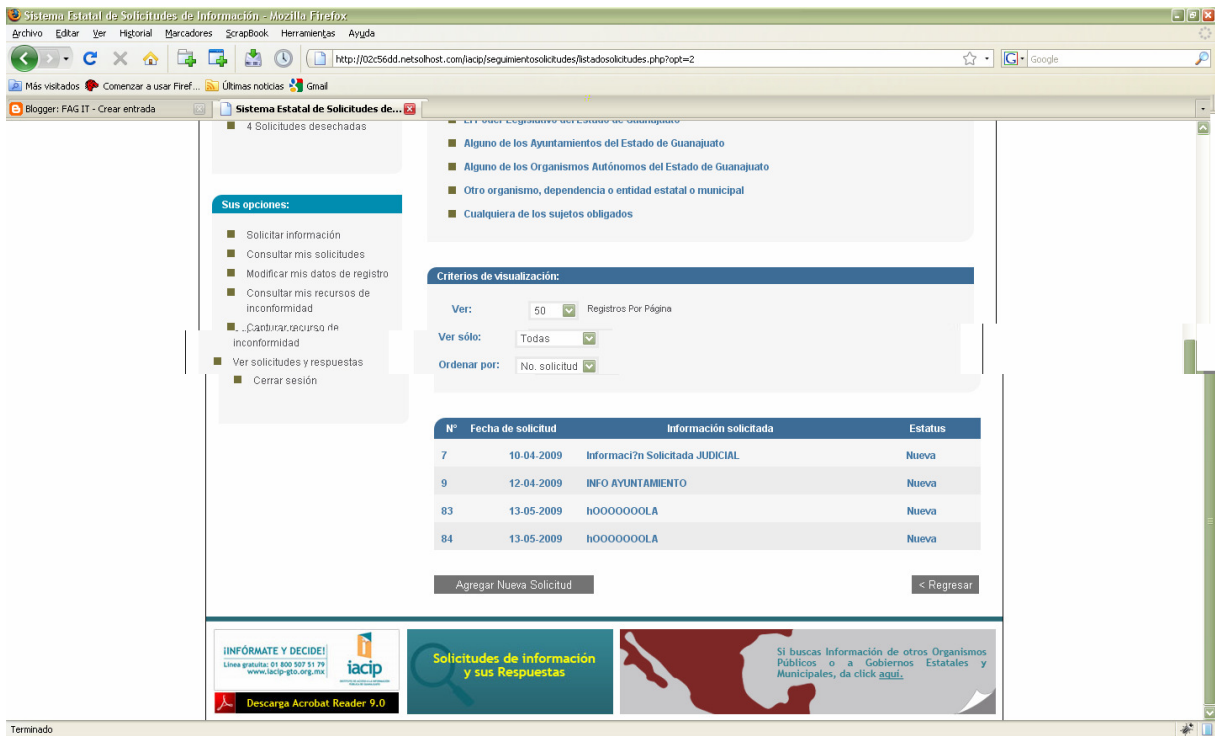 Sistema Estatal de Solicitudes de Información - Mozilla Firefox
Archivo Editar Ver Historial Marcadores ScrapBook Herramientas Ayuda
http://02c56dd.netsolhost.com/iacip/seguimientosolicitudes/listadosolicitudes.php?opt=2
Google
Más visitados Comenzar a usar Firef... Últimas noticias Gmail
Blogger: FAG IT - Crear entrada
Sistema Estatal de Solicitudes de...
4 Solicitudes desechadas
El Poder Legislativo del Estado de Guanajuato
Alguno de los Ayuntamientos del Estado de Guanajuato
Alguno de los Organismos Autónomos del Estado de Guanajuato
Otro organismo, dependencia o entidad estatal o municipal
Cualquiera de los sujetos obligados
Sus opciones:
Solicitar información
Consultar mis solicitudes
Modificar mis datos de registro
Consultar mis recursos de
inconformidad
Capturar recurso de
inconformidad
Ver solicitudes y respuestas
Cerrar sesión
Criterios de visualización:
Ver: 50 Registros Por Página
Ver sólo: Todas
Ordenar por: No. solicitud
N° Fecha de solicitud Información solicitada Estatus
7 10-04-2009 Informaci?n Solicitada JUDICIAL Nueva
9 12-04-2009 INFO AYUNTAMIENTO Nueva
83 13-05-2009 hOOOOOOOLA Nueva
84 13-05-2009 hOOOOOOOLA Nueva
Agregar Nueva Solicitud
< Regresar
¡INFÓRMATE Y DECIDE!
Línea gratuita: 01 800 507 51 79
www.iacip-gto.org.mx
iacip
Descarga Acrobat Reader 9.0
Solicitudes de información
y sus Respuestas
Si buscas Información de otros Organismos
Públicos o a Gobiernos Estatales y
Municipales, da click aquí.
Terminado